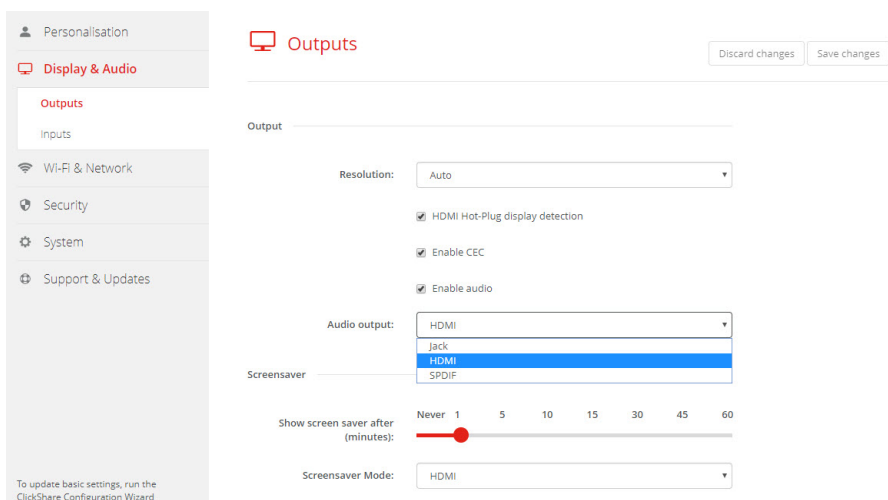 Personalisation
Display & Audio
Outputs
Inputs
Wi-Fi & Network
Security
System
Support & Updates
To update basic settings, run the
ClickShare Configuration Wizard
Outputs
Discard changes
Save changes
Output
Resolution:
Auto
HDMI Hot-Plug display detection
Enable CEC
Enable audio
Audio output:
HDMI
Jack
HDMI
SPDIF
Screensaver
Show screen saver after
(minutes):
Never 1 5 10 15 30 45 60
Screensaver Mode:
HDMI